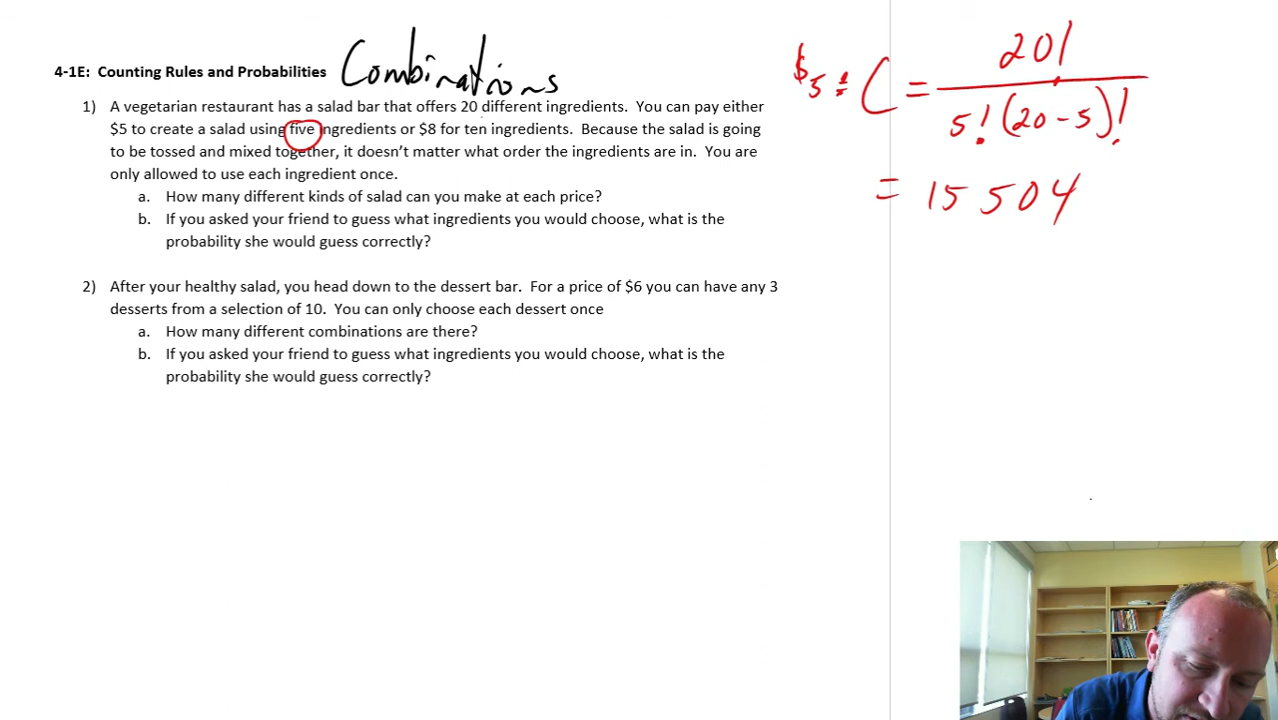 4-1E: Counting Rules and Probabilities Combinations
1) A vegetarian restaurant has a salad bar that offers 20 different ingredients. You can pay either
$5 to create a salad using five ingredients or $8 for ten ingredients. Because the salad is going
to be tossed and mixed together, it doesn't matter what order the ingredients are in. You are
only allowed to use each ingredient once.
a. How many different kinds of salad can you make at each price?
b. If you asked your friend to guess what ingredients you would choose, what is the
probability she would guess correctly?
2) After your healthy salad, you head down to the dessert bar. For a price of $6 you can have any 3
desserts from a selection of 10. You can only choose each dessert once
a. How many different combinations are there?
b. If you asked your friend to guess what ingredients you would choose, what is the
probability she would guess correctly?
20!
$5: C =
5!(20-5)!
= 15 504